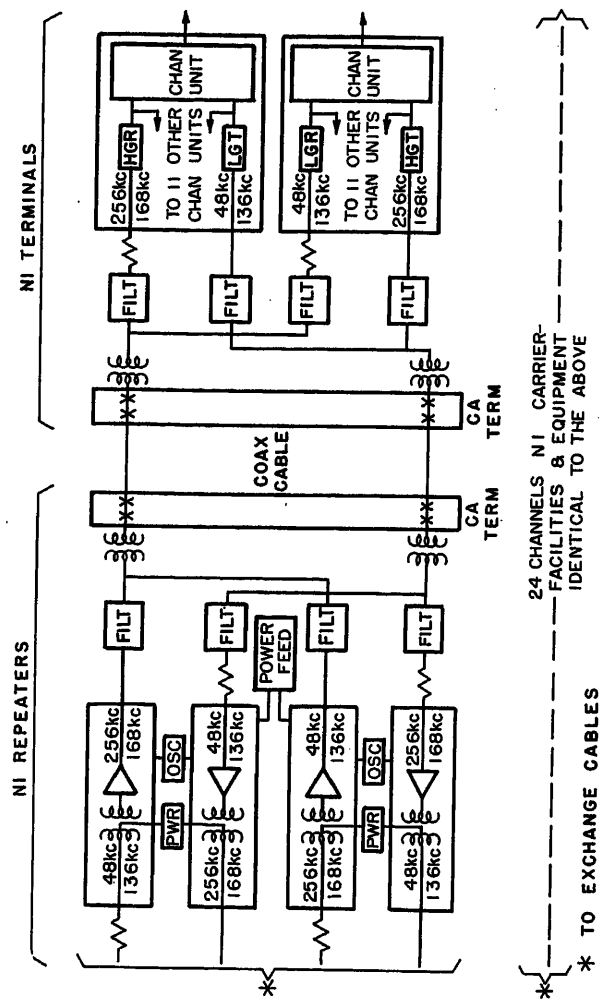 NI REPEATERS
NI TERMINALS
48kc
136kc
256kc
168kc
FILT
FILT
256kc
168kc
HGR
CHAN
UNIT
PWR
OSC
TO 11 OTHER
CHAN UNITS
256kc
168kc
48kc
136kc
FILT
FILT
48kc
136kc
LGT
POWER
FEED
COAX
CABLE
256kc
168kc
48kc
136kc
FILT
FILT
48kc
136kc
LGR
CHAN
UNIT
PWR
OSC
TO 11 OTHER
CHAN UNITS
48kc
136kc
256kc
168kc
FILT
FILT
256kc
168kc
HGT
*
CA
TERM
CA
TERM
24 CHANNELS NI CARRIER-
FACILITIES & EQUIPMENT
IDENTICAL TO THE ABOVE
*
* TO EXCHANGE CABLES